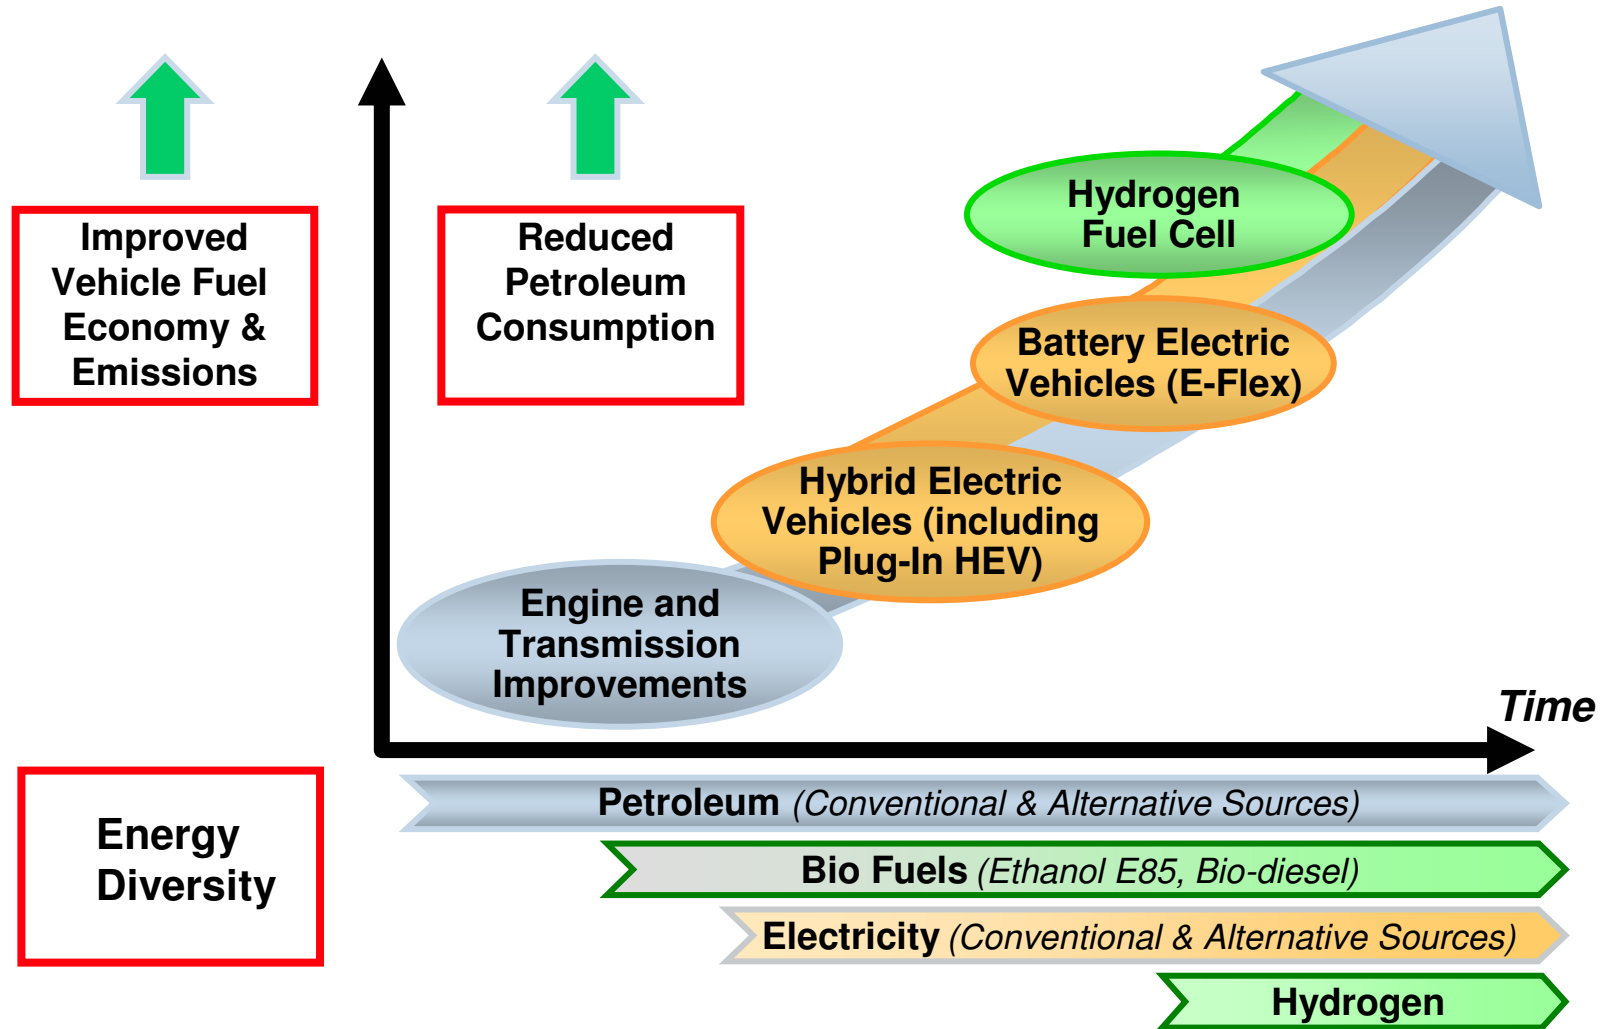 Improved
Vehicle Fuel
Economy &
Emissions
Reduced
Petroleum
Consumption
Hydrogen
Fuel Cell
Battery Electric
Vehicles (E-Flex)
Hybrid Electric
Vehicles (including
Plug-In HEV)
Engine and
Transmission
Improvements
Time
Energy
Diversity
Petroleum (Conventional & Alternative Sources)
Bio Fuels (Ethanol E85, Bio-diesel)
Electricity (Conventional & Alternative Sources)
Hydrogen